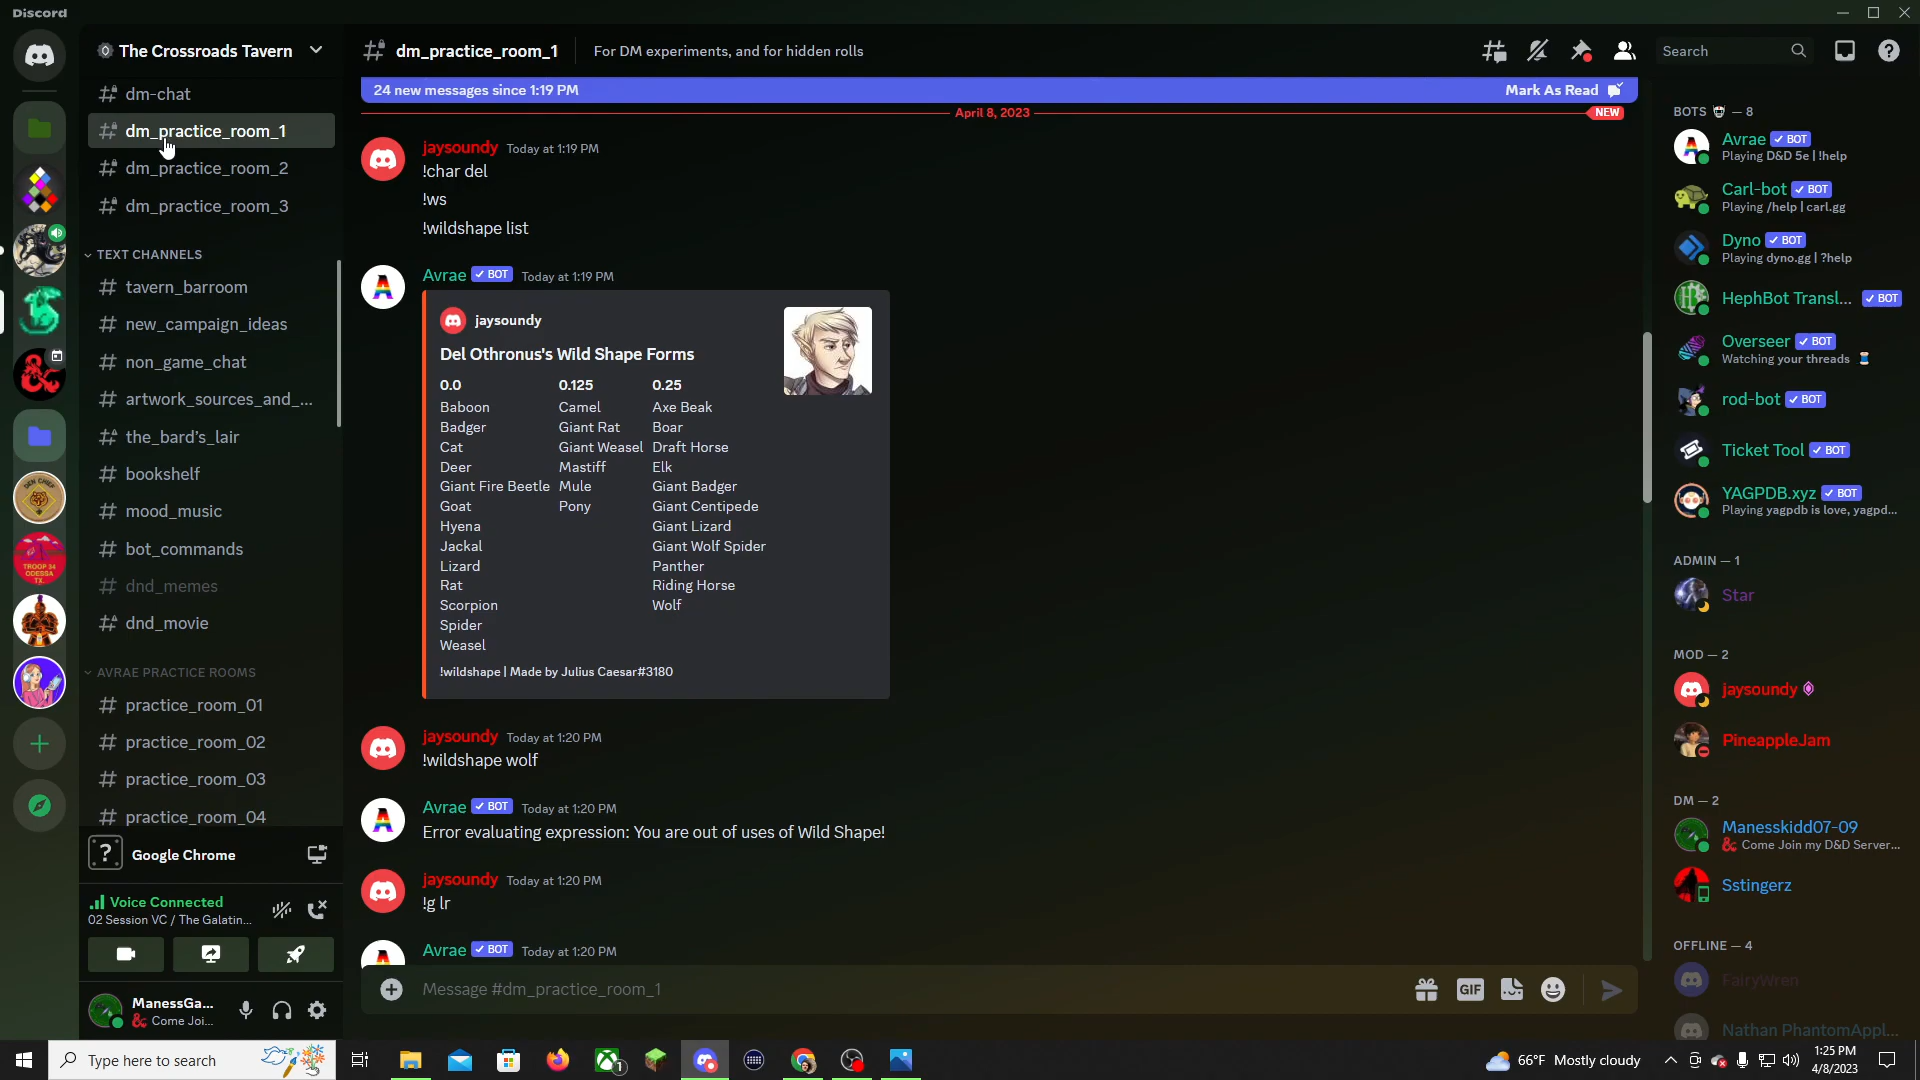 Discord
The Crossroads Tavern
dm_practice_room_1
For DM experiments, and for hidden rolls
Search
dm-chat
dm_practice_room_1
dm_practice_room_2
dm_practice_room_3
TEXT CHANNELS
tavern_barroom
new_campaign_ideas
non_game_chat
artwork_sources_and_...
the_bard's_lair
bookshelf
mood_music
bot_commands
dnd_memes
dnd_movie
AVRAE PRACTICE ROOMS
practice_room_01
practice_room_02
practice_room_03
practice_room_04
DEN CHIEF
TROOP 34
ODESSA
TX.
Google Chrome
Voice Connected
02 Session VC / The Galatin...
ManessGa...
Come Joi...
24 new messages since 1:19 PM
Mark As Read
April 8, 2023
NEW
jaysoundy Today at 1:19 PM
!char del
!ws
!wildshape list
Avrae BOT Today at 1:19 PM
jaysoundy
Del Othronus's Wild Shape Forms
0.0 0.125 0.25
Baboon Camel Axe Beak
Badger Giant Rat Boar
Cat Giant Weasel Draft Horse
Deer Mastiff Elk
Giant Fire Beetle Mule Giant Badger
Goat Pony Giant Centipede
Hyena Giant Lizard
Jackal Giant Wolf Spider
Lizard Panther
Rat Riding Horse
Scorpion Wolf
Spider
Weasel
!wildshape | Made by Julius Caesar#3180
jaysoundy Today at 1:20 PM
!wildshape wolf
Avrae BOT Today at 1:20 PM
Error evaluating expression: You are out of uses of Wild Shape!
jaysoundy Today at 1:20 PM
!g lr
Avrae BOT Today at 1:20 PM
Message #dm_practice_room_1
GIF
BOTS — 8
Avrae BOT
Playing D&D 5e | !help
Carl-bot BOT
Playing /help | carl.gg
Dyno BOT
Playing dyno.gg | ?help
HephBot Transl... BOT
Overseer BOT
Watching your threads
rod-bot BOT
Ticket Tool BOT
YAGPDB.xyz BOT
Playing yagpdb is love, yagpd...
ADMIN — 1
Star
MOD — 2
jaysoundy
PineappleJam
DM — 2
Manesskidd07-09
Come Join my D&D Server...
Sstingerz
OFFLINE — 4
FairyWren
Nathan PhantomAppl...
Type here to search
1
66°F Mostly cloudy
1:25 PM
4/8/2023